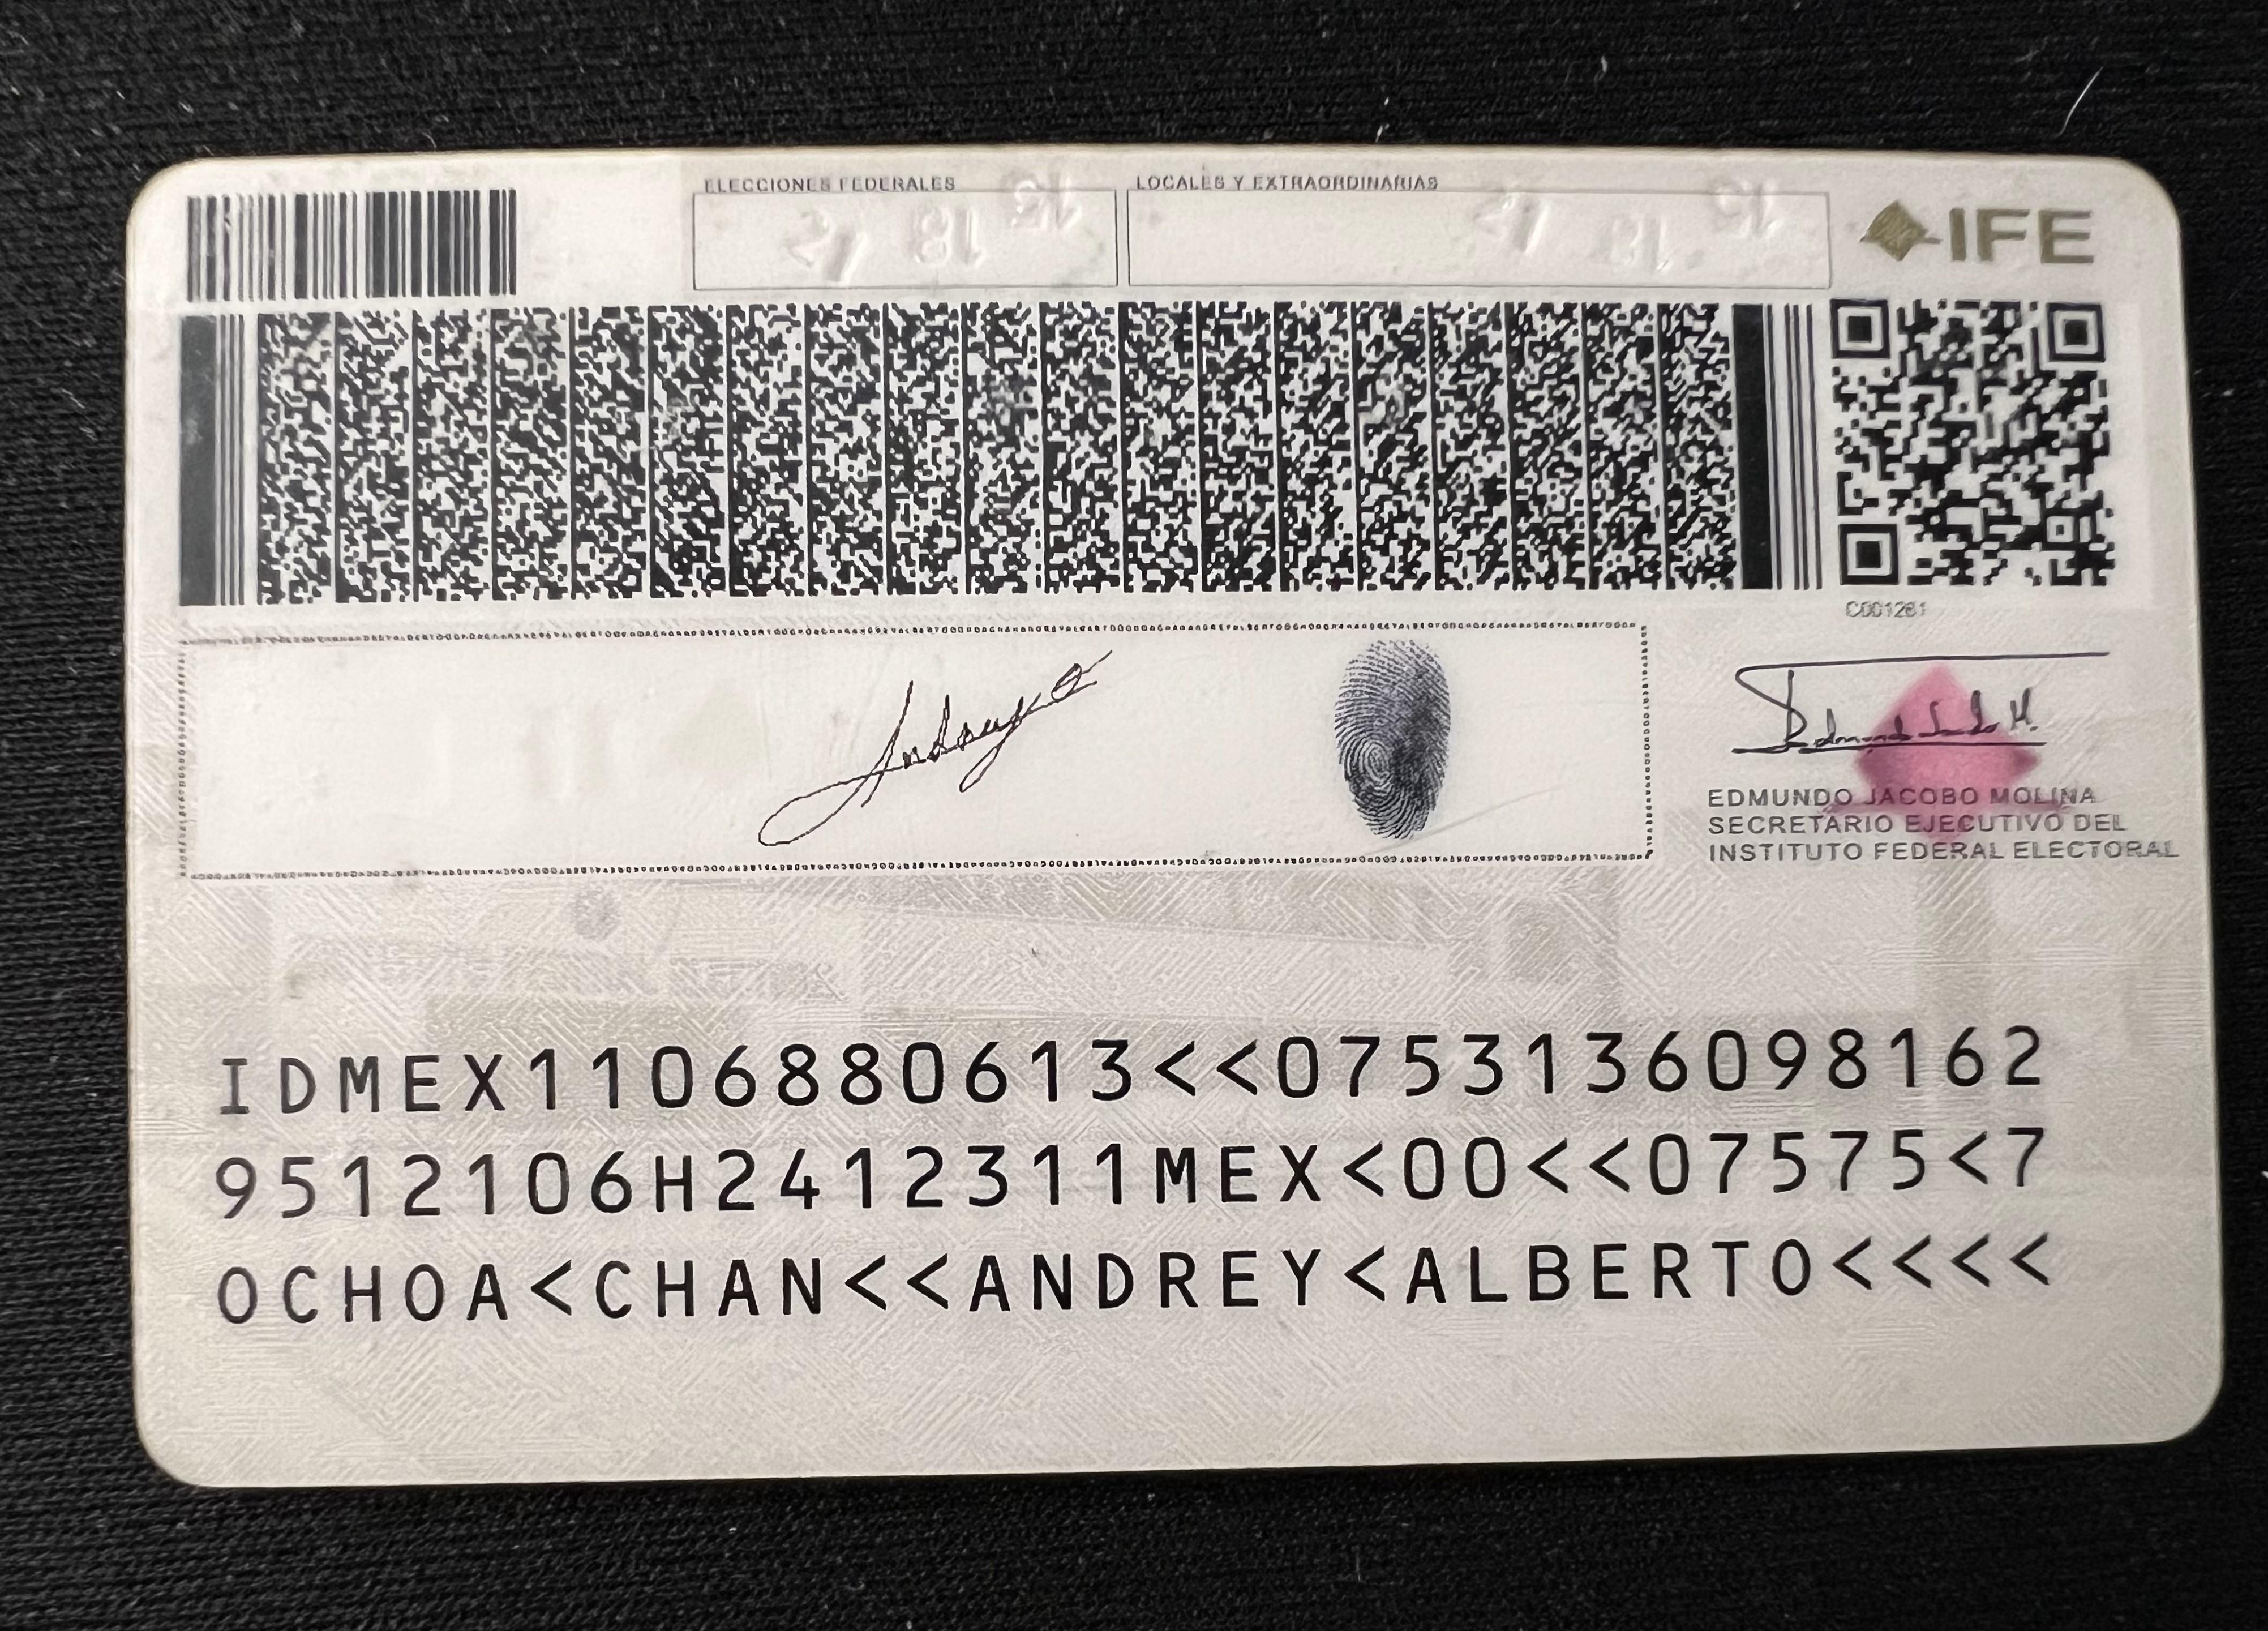 ELECCIONES FEDERALES
LOCALES Y EXTRAORDINARIAS
IFE
C001261
EDMUNDO JACOBO MOLINA
SECRETARIO EJECUTIVO DEL
INSTITUTO FEDERAL ELECTORAL
IDMEX1106880613<<0753136098162
9512106H2412311MEX<00<<07575<7
OCHOA<CHAN<<ANDREY<ALBERTO<<<<